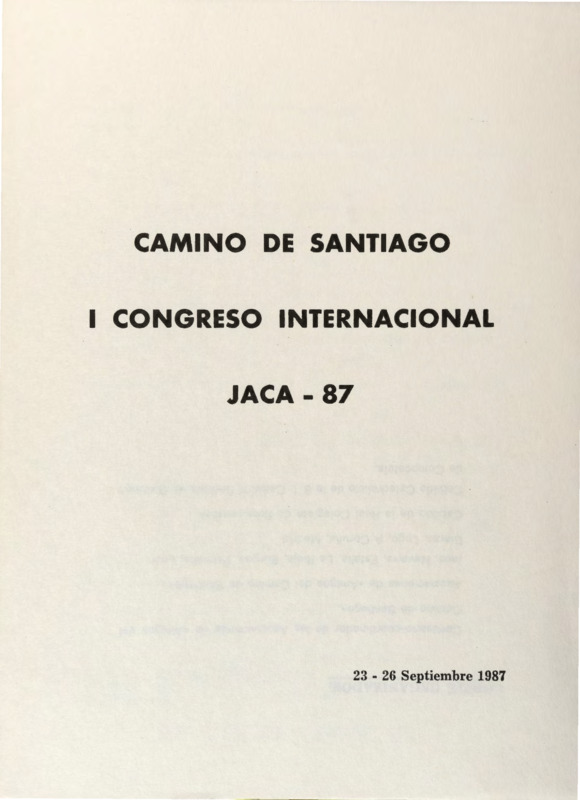 CAMINO DE SANTIAGO
I CONGRESO INTERNACIONAL
JACA - 87
23 - 26 Septiembre 1987